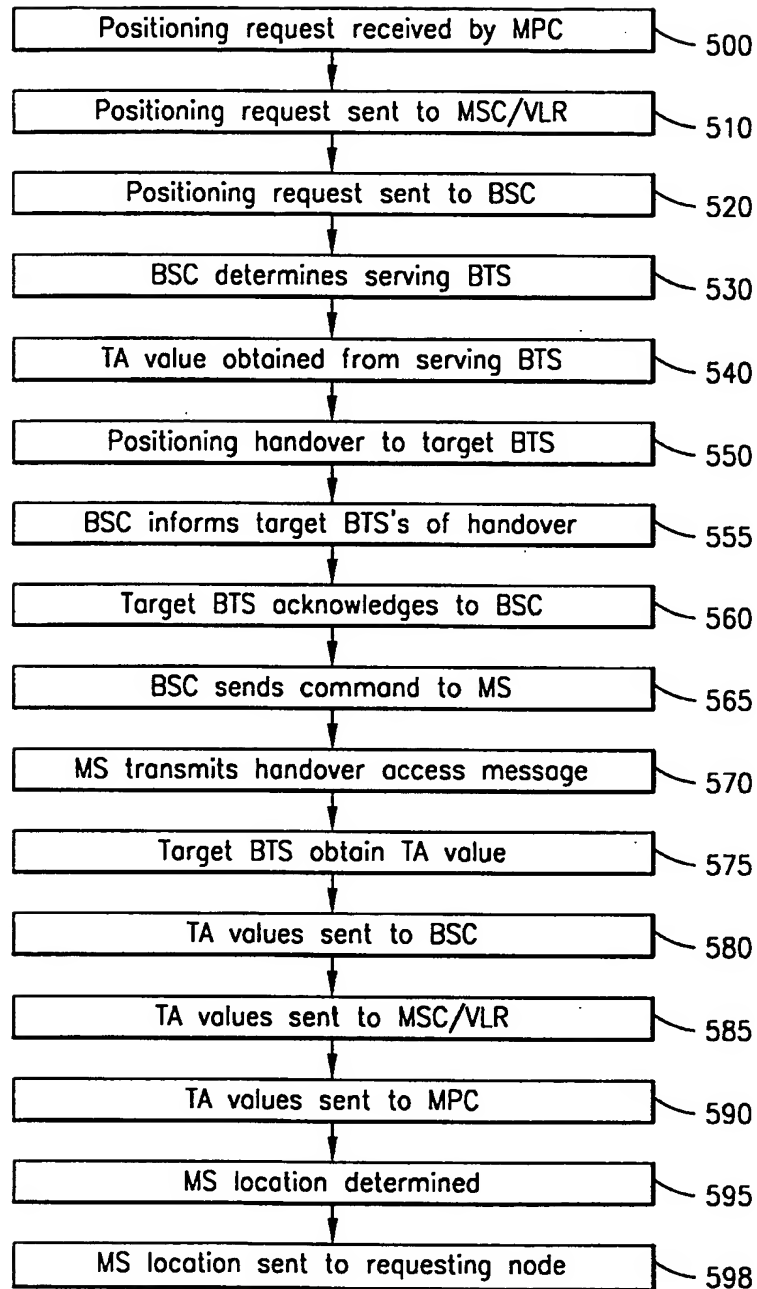 Positioning request received by MPC 500
Positioning request sent to MSC/VLR 510
Positioning request sent to BSC 520
BSC determines serving BTS 530
TA value obtained from serving BTS 540
Positioning handover to target BTS 550
BSC informs target BTS's of handover 555
Target BTS acknowledges to BSC 560
BSC sends command to MS 565
MS transmits handover access message 570
Target BTS obtain TA value 575
TA values sent to BSC 580
TA values sent to MSC/VLR 585
TA values sent to MPC 590
MS location determined 595
MS location sent to requesting node 598